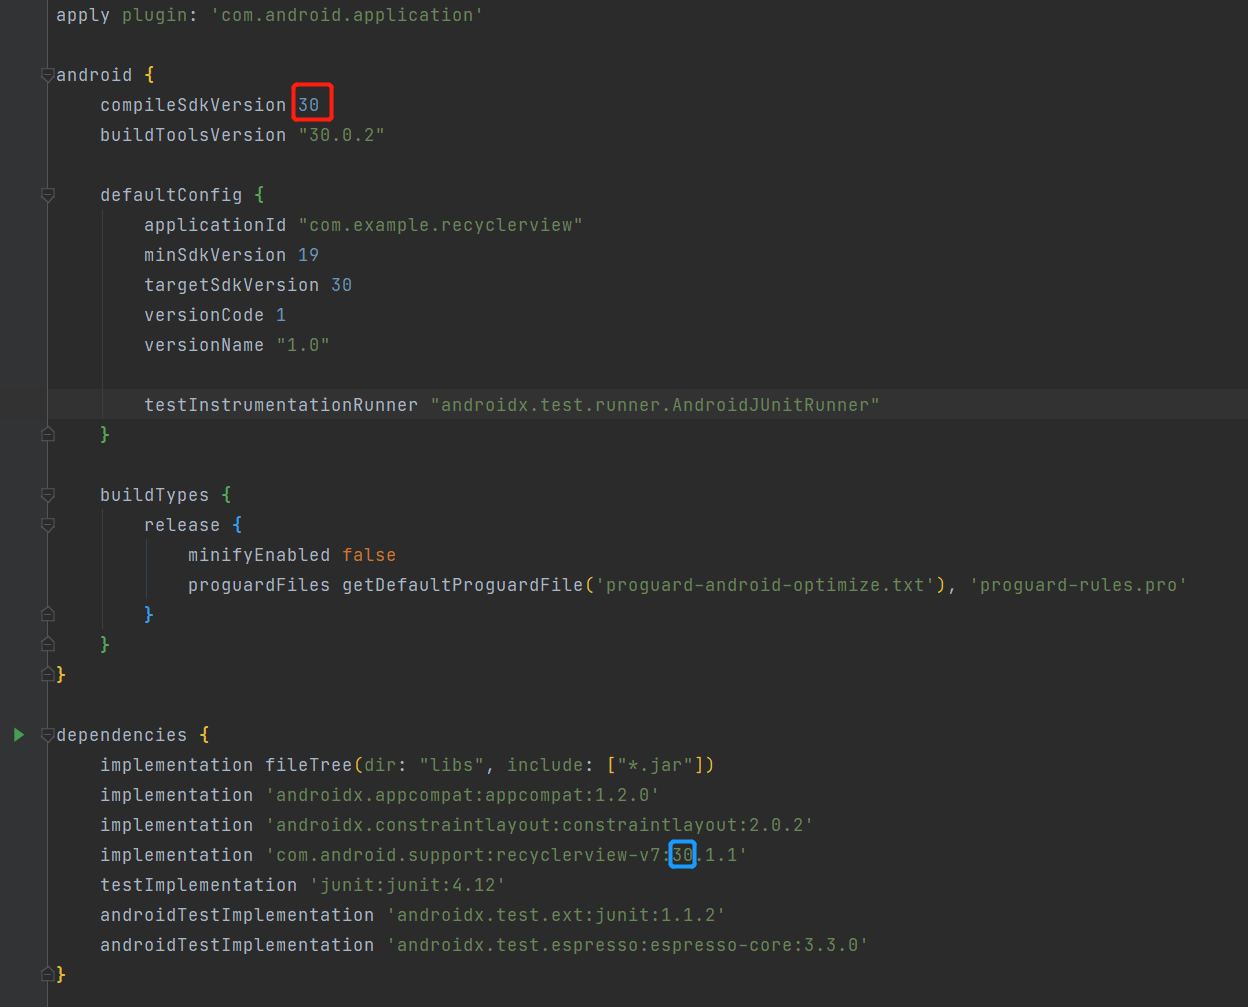 apply plugin: 'com.android.application'
android {
compileSdkVersion 30
buildToolsVersion "30.0.2"
defaultConfig {
applicationId "com.example.recyclerview"
minSdkVersion 19
targetSdkVersion 30
versionCode 1
versionName "1.0"
testInstrumentationRunner "androidx.test.runner.AndroidJUnitRunner"
}
buildTypes {
release {
minifyEnabled false
proguardFiles getDefaultProguardFile('proguard-android-optimize.txt'), 'proguard-rules.pro'
}
}
}
dependencies {
implementation fileTree(dir: "libs", include: ["*.jar"])
implementation 'androidx.appcompat:appcompat:1.2.0'
implementation 'androidx.constraintlayout:constraintlayout:2.0.2'
implementation 'com.android.support:recyclerview-v7:30.1.1'
testImplementation 'junit:junit:4.12'
androidTestImplementation 'androidx.test.ext:junit:1.1.2'
androidTestImplementation 'androidx.test.espresso:espresso-core:3.3.0'
}